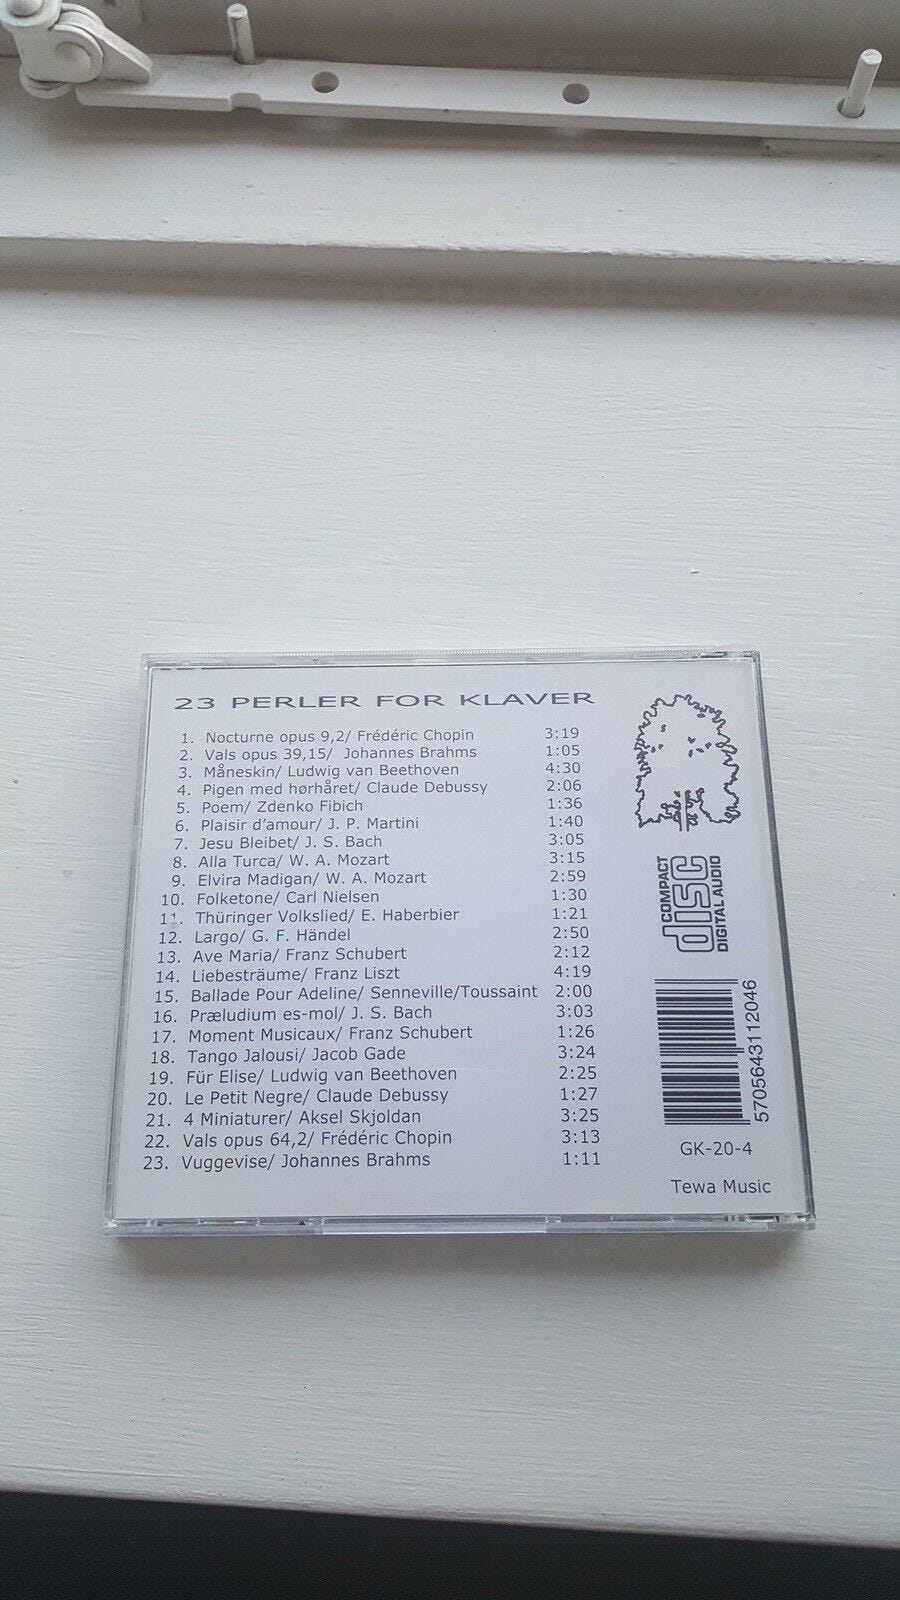 23 PERLER FOR KLAVER
1. Nocturne opus 9,2/ Frédéric Chopin 3:19
2. Vals opus 39,15/ Johannes Brahms 1:05
3. Måneskin/ Ludwig van Beethoven 4:30
4. Pigen med hørhåret/ Claude Debussy 2:06
5. Poem/ Zdenko Fibich 1:36
6. Plaisir d'amour/ J. P. Martini 1:40
7. Jesu Bleibet/ J. S. Bach 3:05
8. Alla Turca/ W. A. Mozart 3:15
9. Elvira Madigan/ W. A. Mozart 2:59
10. Folketone/ Carl Nielsen 1:30
11. Thüringer Volkslied/ E. Haberbier 1:21
12. Largo/ G. F. Händel 2:50
13. Ave Maria/ Franz Schubert 2:12
14. Liebesträume/ Franz Liszt 4:19
15. Ballade Pour Adeline/ Senneville/Toussaint 2:00
16. Præludium es-mol/ J. S. Bach 3:03
17. Moment Musicaux/ Franz Schubert 1:26
18. Tango Jalousi/ Jacob Gade 3:24
19. Für Elise/ Ludwig van Beethoven 2:25
20. Le Petit Negre/ Claude Debussy 1:27
21. 4 Miniaturer/ Aksel Skjoldan 3:25
22. Vals opus 64,2/ Frédéric Chopin 3:13
23. Vuggevise/ Johannes Brahms 1:11
COMPACT
disc
DIGITAL AUDIO
5705643112046
GK-20-4
Tewa Music